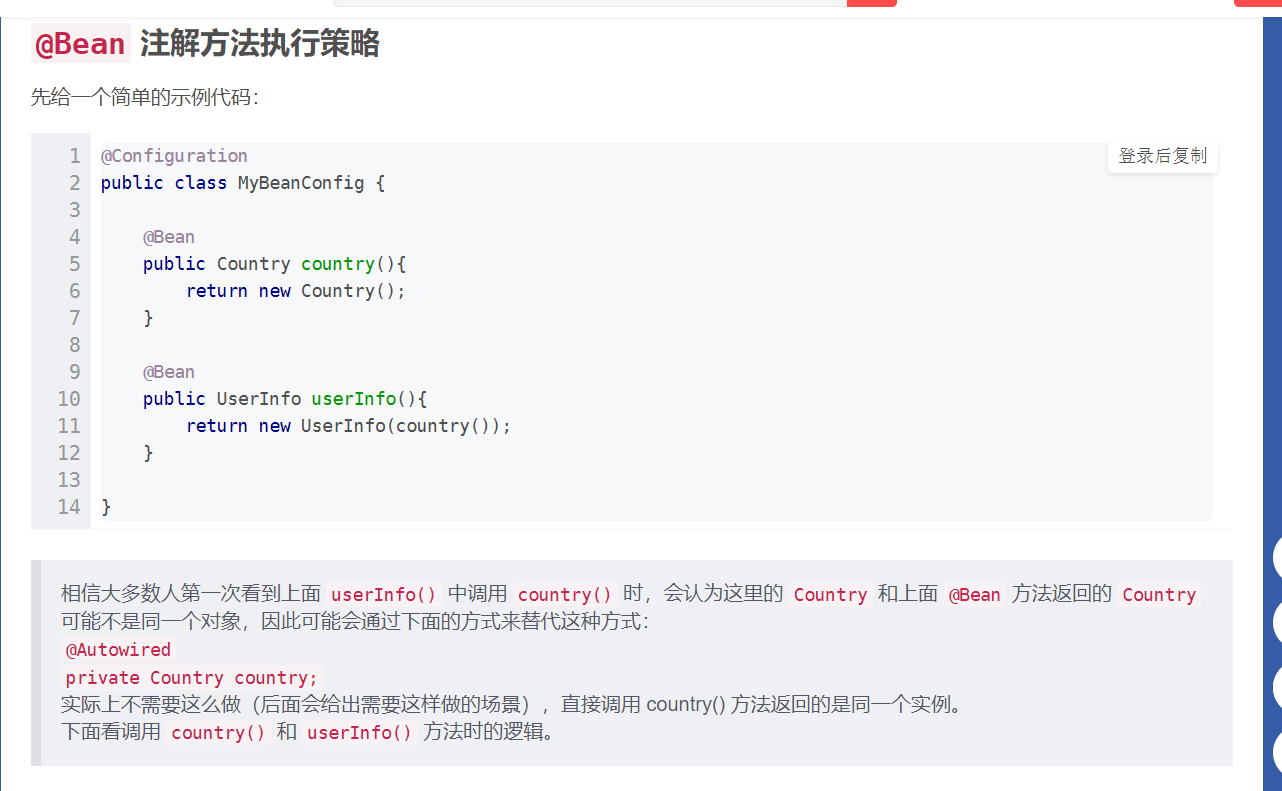 @Bean 注解方法执行策略
先给一个简单的示例代码：
登录后复制
1 @Configuration
2 public class MyBeanConfig {
3
4     @Bean
5     public Country country(){
6         return new Country();
7     }
8
9     @Bean
10     public UserInfo userInfo(){
11         return new UserInfo(country());
12     }
13
14 }
相信大多数人第一次看到上面 userInfo() 中调用 country() 时，会认为这里的 Country 和上面 @Bean 方法返回的 Country
可能不是同一个对象，因此可能会通过下面的方式来替代这种方式：
@Autowired
private Country country;
实际上不需要这么做（后面会给出需要这样做的场景），直接调用 country() 方法返回的是同一个实例。
下面看调用 country() 和 userInfo() 方法时的逻辑。